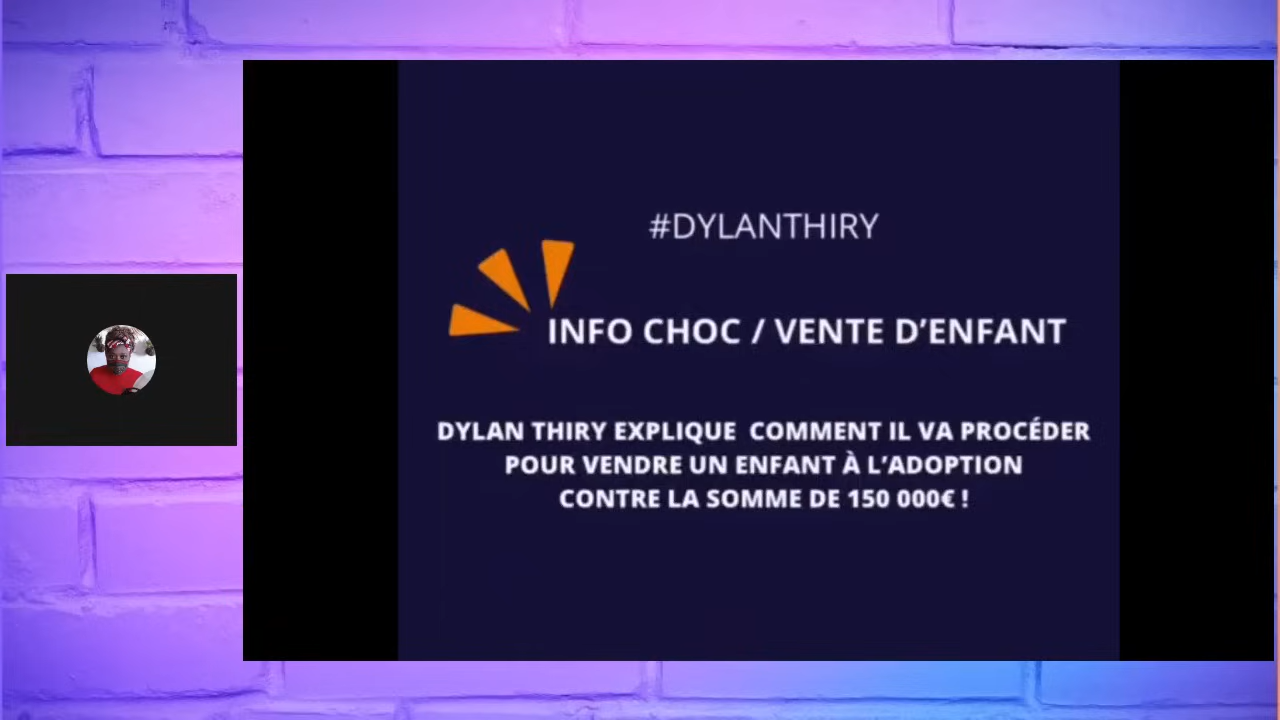 #DYLANTHIRY
INFO CHOC / VENTE D'ENFANT
DYLAN THIRY EXPLIQUE COMMENT IL VA PROCÉDER
POUR VENDRE UN ENFANT À L'ADOPTION
CONTRE LA SOMME DE 150 000€ !